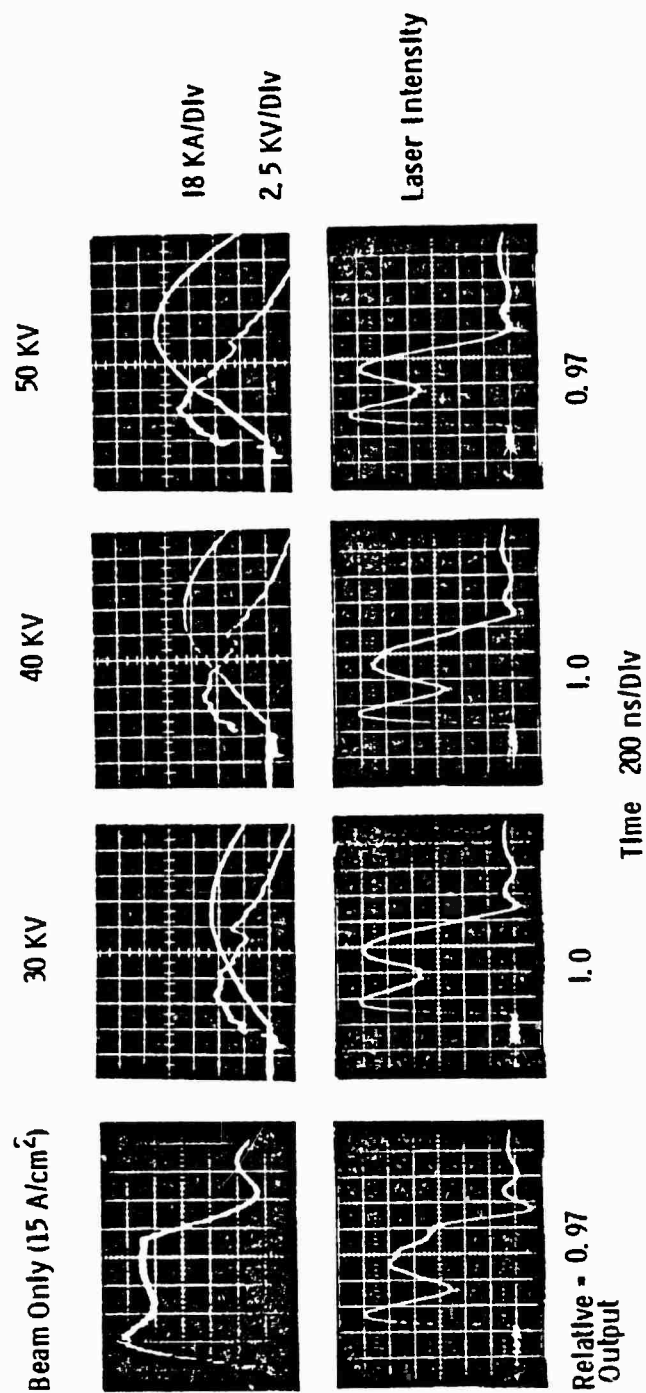 Beam Only (15 A/cm²)
30 KV
40 KV
50 KV
18 KA/Div
2.5 KV/Div
Laser Intensity
Relative = 0.97
Output
1.0
1.0
0.97
Time 200 ns/Div